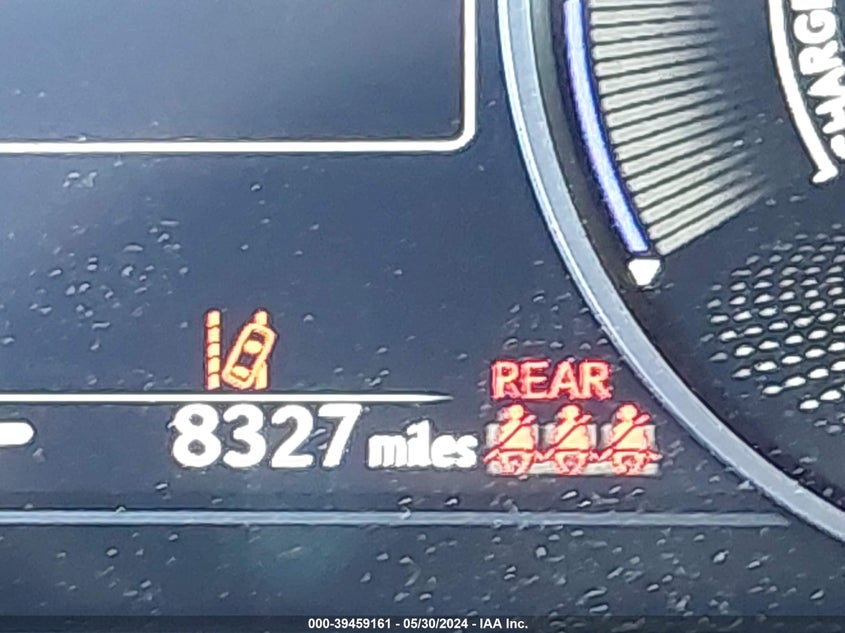 CHARGE
REAR
8327 miles
000-39459161 - 05/30/2024 - IAA Inc.